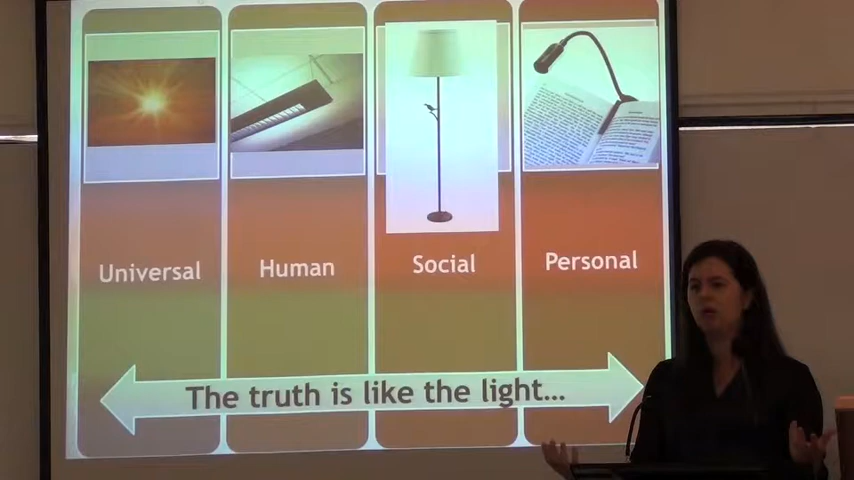 Universal
Human
Social
Personal
The truth is like the light...